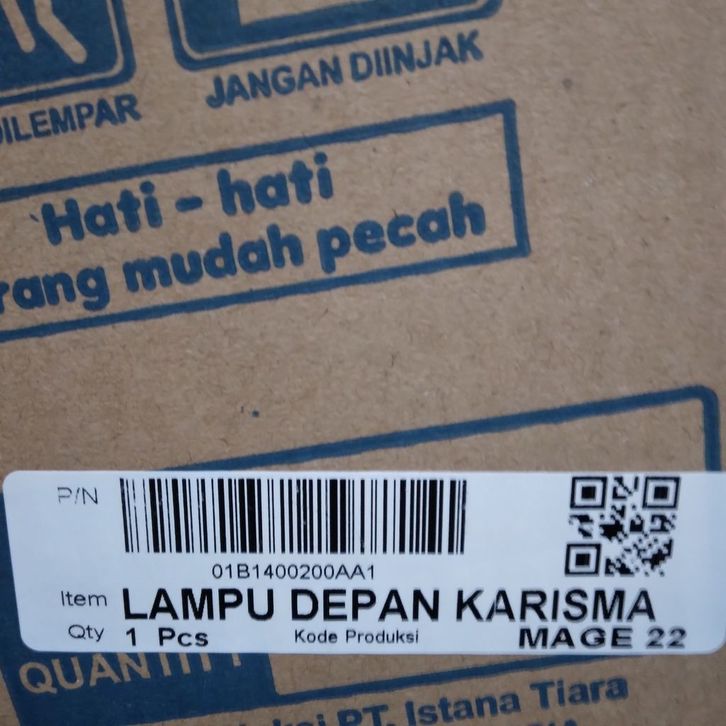 DILEMPAR
JANGAN DIINJAK
Hati - hati
rang mudah pecah
P/N
01B1400200AA1
Item LAMPU DEPAN KARISMA
Qty 1 Pcs Kode Produksi MAGE 22
QUANTITY
PT. Istana Tiara